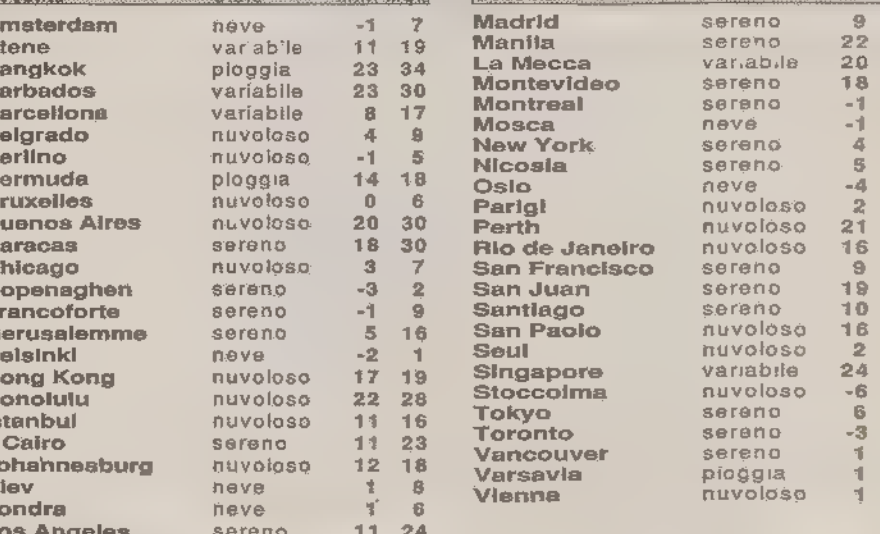 msterdam neve -1 7
tene variabile 11 19
angkok pioggia 23 34
arbados variabile 23 30
arcellona variabile 8 17
elgrado nuvoloso 4 9
erlino nuvoloso -1 5
ermuda pioggia 14 18
ruxelles nuvoloso 0 6
uenos Aires nuvoloso 20 30
aracas sereno 18 30
hicago nuvoloso 3 7
openaghen sereno -3 2
rancoforte sereno -1 9
erusalemme sereno 5 16
elsinki neve -2 1
ong Kong nuvoloso 17 19
onolulu nuvoloso 22 28
stanbul nuvoloso 11 16
Cairo sereno 11 23
ohannesburg nuvoloso 12 18
iev neve 1 8
ondra neve 1 6
os Angeles sereno 11 24
Madrid sereno 9
Manila sereno 22
La Mecca variabile 20
Montevideo sereno 18
Montreal sereno -1
Mosca neve -1
New York sereno 4
Nicosia sereno 5
Oslo neve -4
Parigi nuvoloso 2
Perth nuvoloso 21
Rio de Janeiro nuvoloso 16
San Francisco sereno 9
San Juan sereno 19
Santiago sereno 10
San Paolo nuvoloso 16
Seul nuvoloso 2
Singapore variabile 24
Stoccolma nuvoloso -6
Tokyo sereno 6
Toronto sereno -3
Vancouver sereno 1
Varsavia pioggia 1
Vienna nuvoloso 1